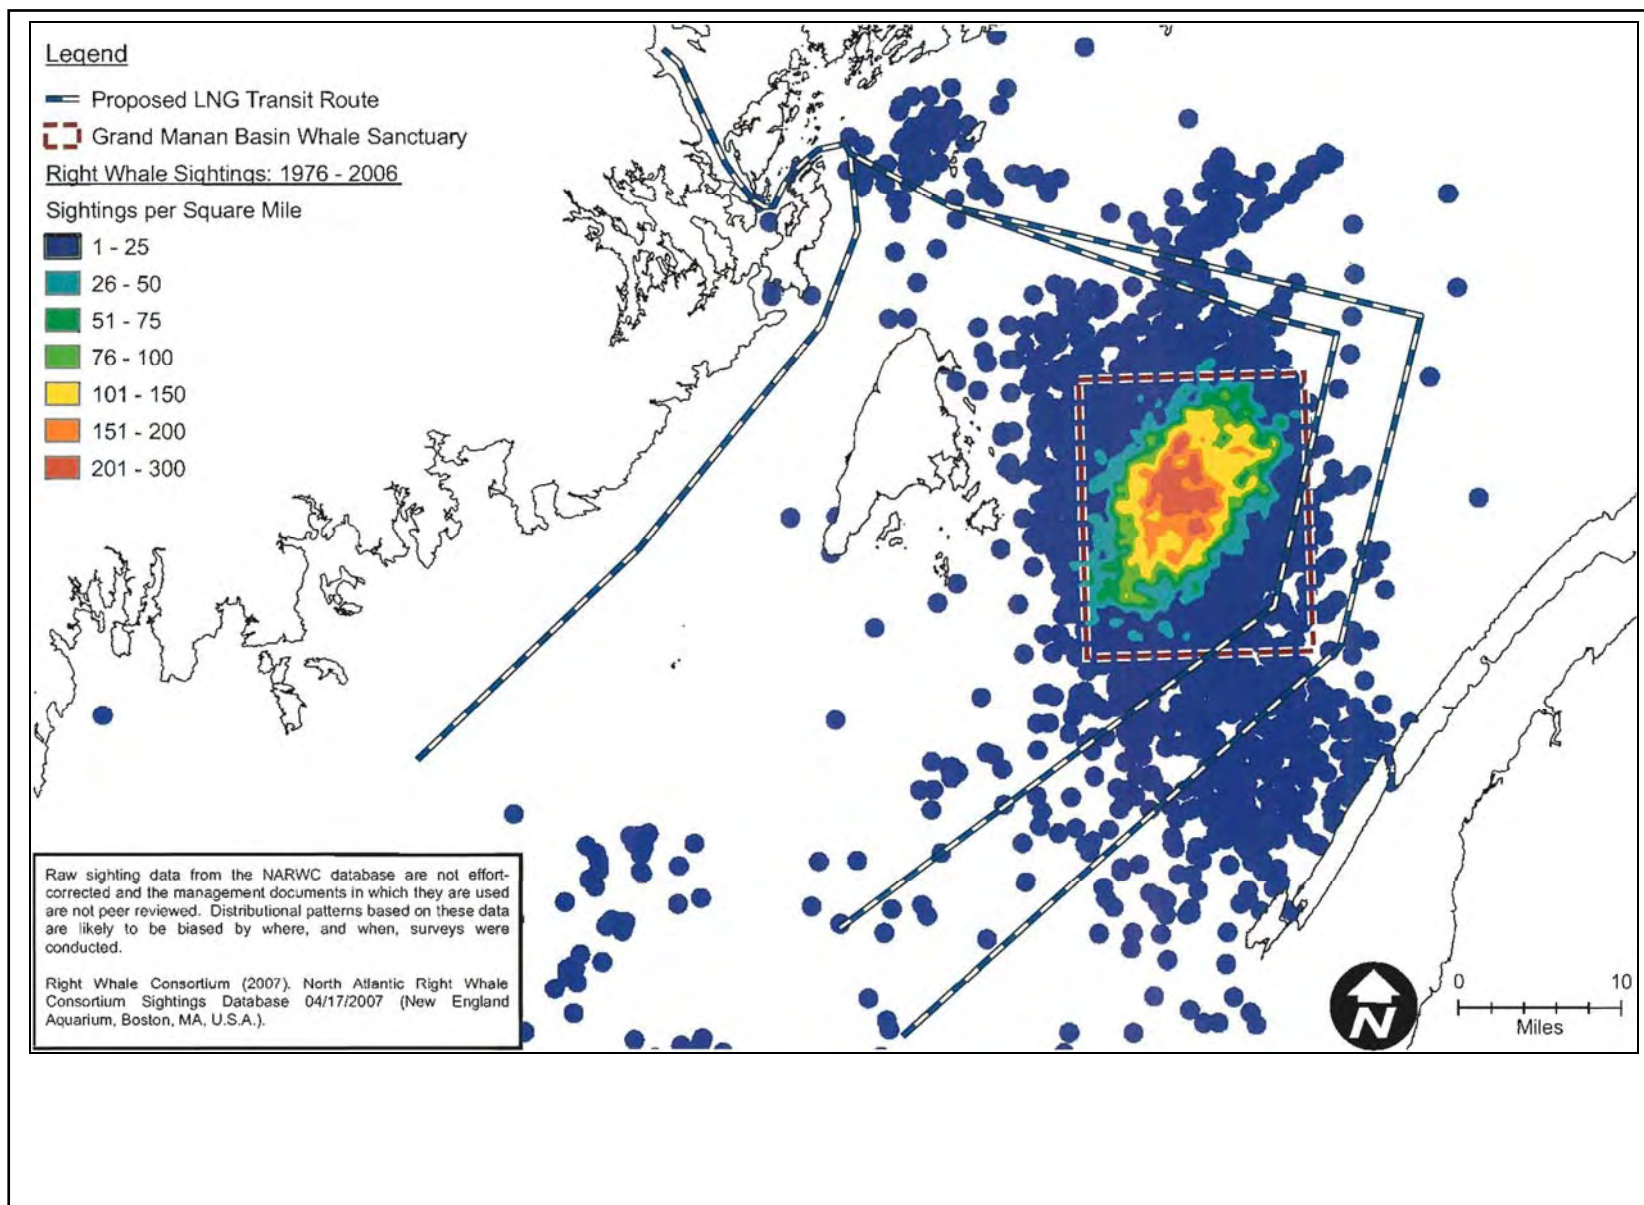 Legend
Proposed LNG Transit Route
Grand Manan Basin Whale Sanctuary
Right Whale Sightings: 1976 - 2006
Sightings per Square Mile
1 - 25
26 - 50
51 - 75
76 - 100
101 - 150
151 - 200
201 - 300
Raw sighting data from the NARWC database are not effort-
corrected and the management documents in which they are used
are not peer reviewed. Distributional patterns based on these data
are likely to be biased by where, and when, surveys were
conducted.
Right Whale Consortium (2007). North Atlantic Right Whale
Consortium Sightings Database 04/17/2007 (New England
Aquarium, Boston, MA, U.S.A.).
N
0 10
Miles